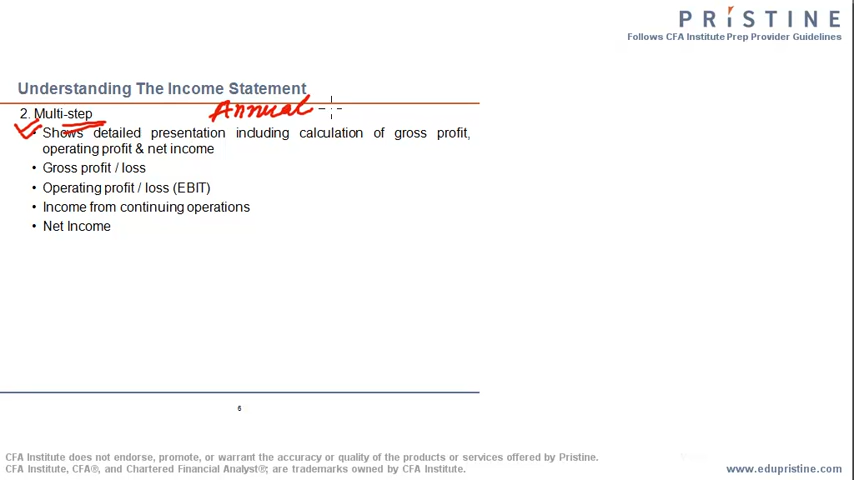 PRISTINE
Follows CFA Institute Prep Provider Guidelines
Understanding The Income Statement
Annual
2. Multi-step
• Shows detailed presentation including calculation of gross profit,
operating profit & net income
• Gross profit / loss
• Operating profit / loss (EBIT)
• Income from continuing operations
• Net Income
CFA Institute does not endorse, promote, or warrant the accuracy or quality of the products or services offered by Pristine.
CFA Institute, CFA®, and Chartered Financial Analyst®; are trademarks owned by CFA Institute.
www.edupristine.com